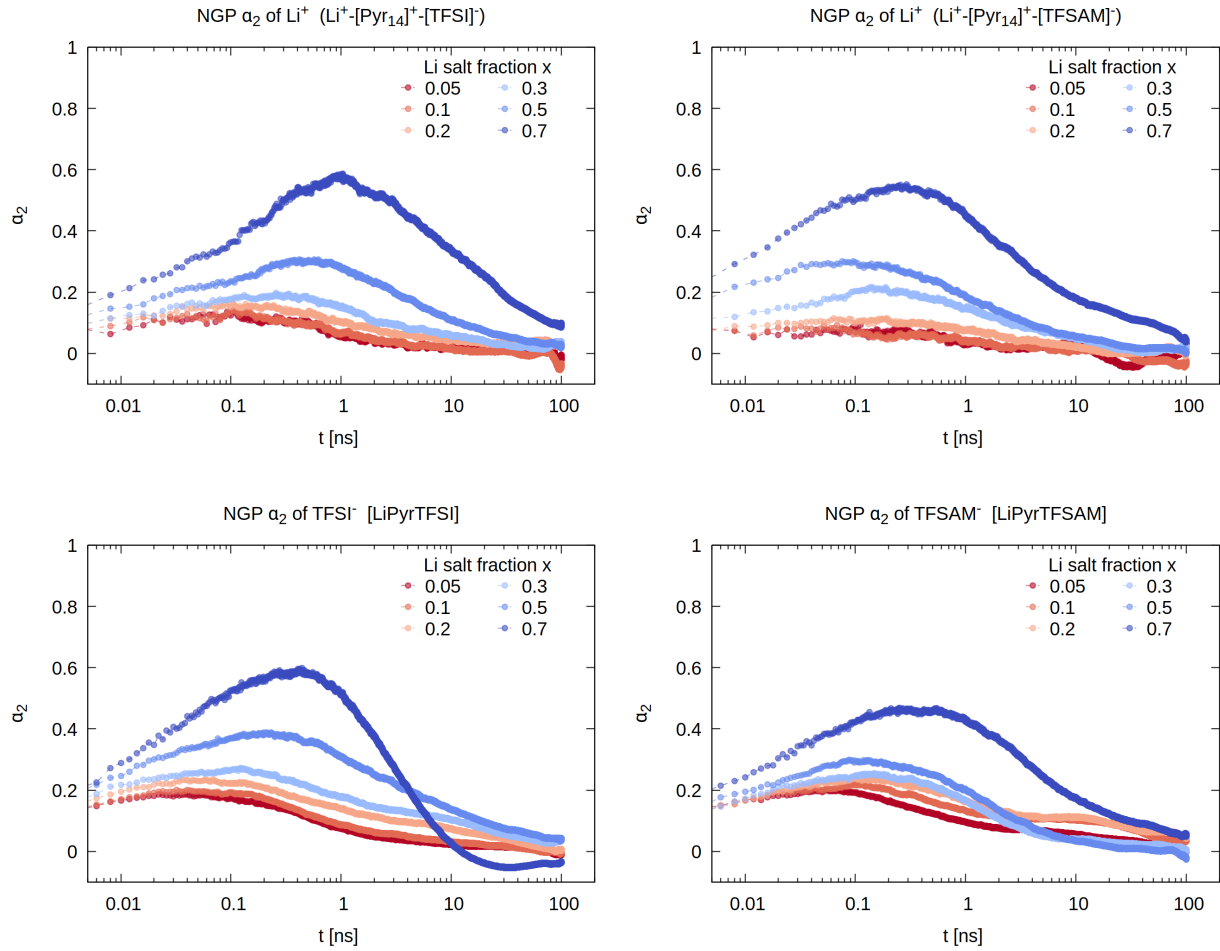 NGP α₂ of Li⁺ (Li⁺-[Pyr₁₄]⁺-[TFSI]⁻)
α₂
1
0.8
0.6
0.4
0.2
0
Li salt fraction x
0.05 0.3
0.1 0.5
0.2 0.7
0.01 0.1 1 10 100
t [ns]
NGP α₂ of Li⁺ (Li⁺-[Pyr₁₄]⁺-[TFSAM]⁻)
α₂
1
0.8
0.6
0.4
0.2
0
Li salt fraction x
0.05 0.3
0.1 0.5
0.2 0.7
0.01 0.1 1 10 100
t [ns]
NGP α₂ of TFSI⁻ [LiPyrTFSI]
α₂
1
0.8
0.6
0.4
0.2
0
Li salt fraction x
0.05 0.3
0.1 0.5
0.2 0.7
0.01 0.1 1 10 100
t [ns]
NGP α₂ of TFSAM⁻ [LiPyrTFSAM]
α₂
1
0.8
0.6
0.4
0.2
0
Li salt fraction x
0.05 0.3
0.1 0.5
0.2 0.7
0.01 0.1 1 10 100
t [ns]